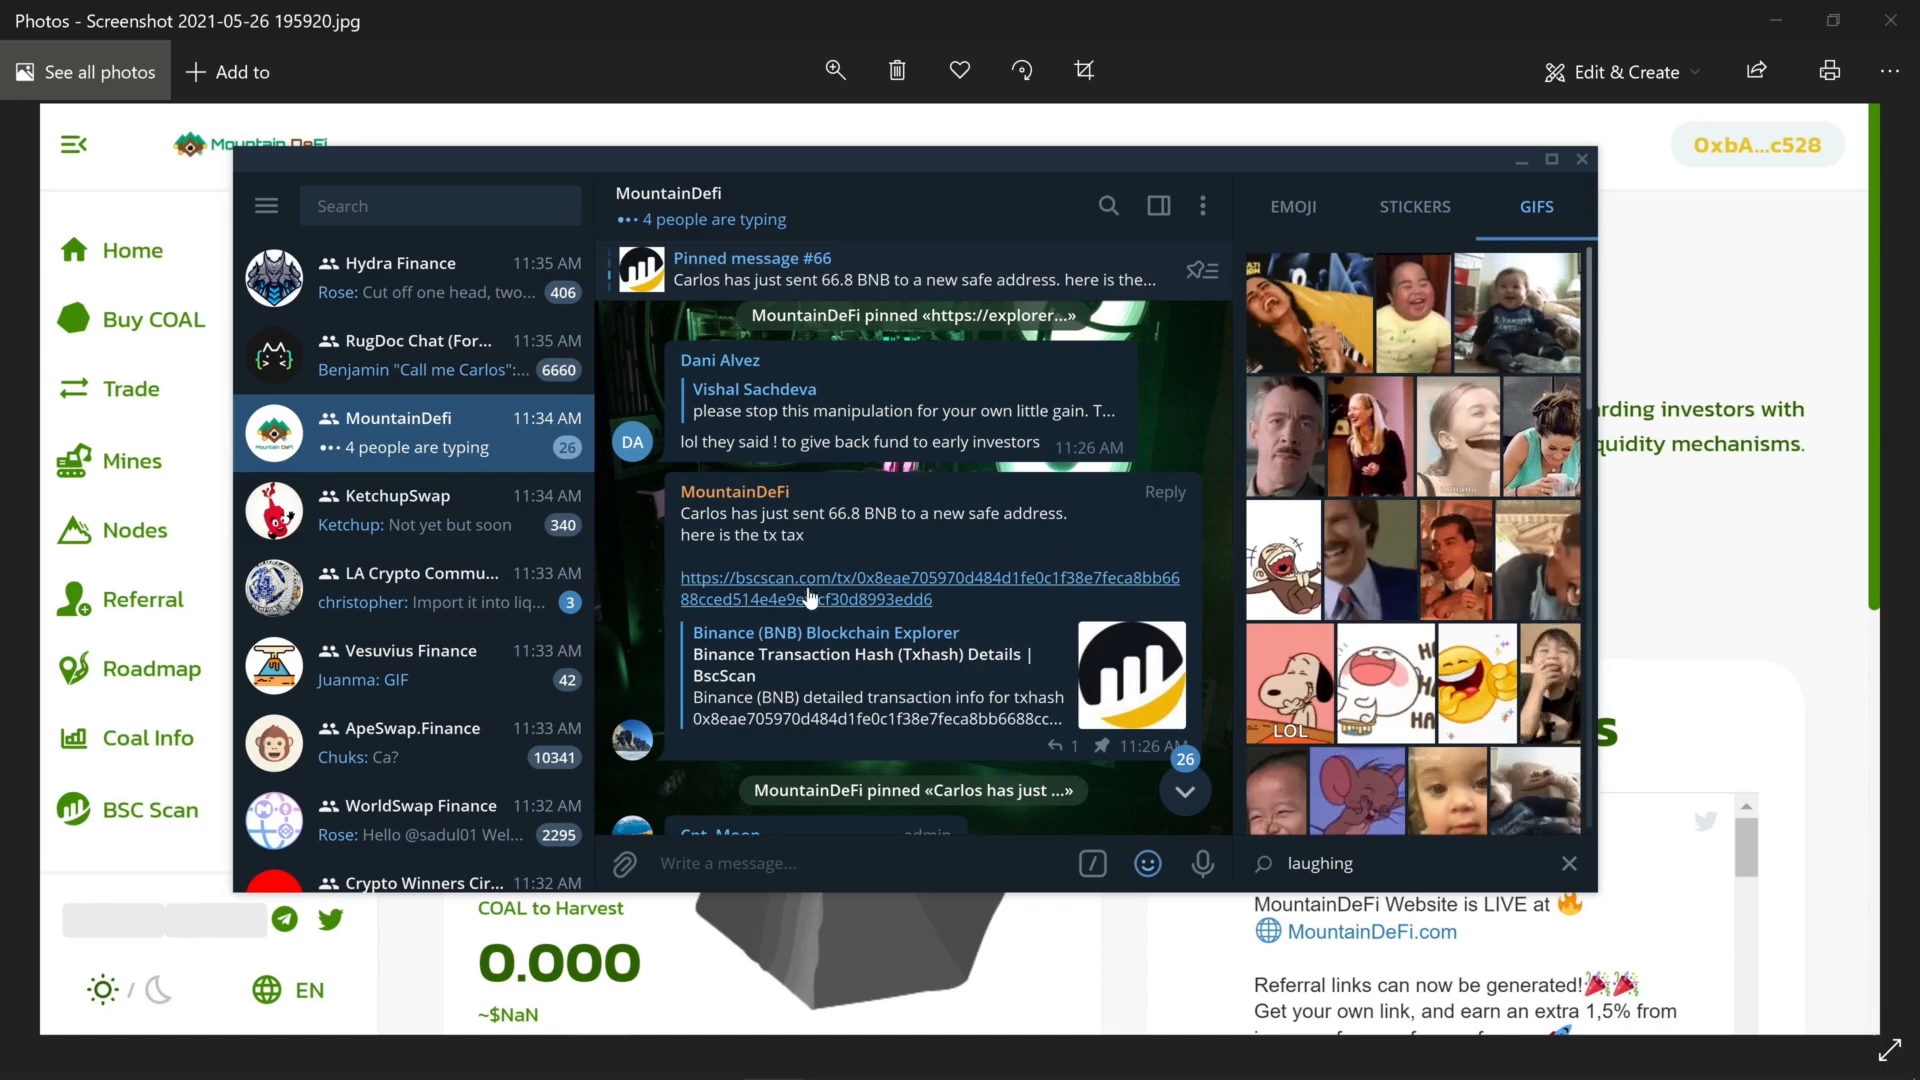 Photos - Screenshot 2021-05-26 195920.jpg
See all photos
Add to
Edit & Create
Mountain DeFi
0xbA...c528
Home
Buy COAL
Trade
Mines
Nodes
Referral
Roadmap
Coal Info
BSC Scan
/
EN
Search
Hydra Finance 11:35 AM
Rose: Cut off one head, two... 406
RugDoc Chat (For... 11:35 AM
Benjamin "Call me Carlos":... 6660
MountainDefi 11:34 AM
4 people are typing 26
KetchupSwap 11:34 AM
Ketchup: Not yet but soon 340
LA Crypto Commu... 11:33 AM
christopher: Import it into liq... 3
Vesuvius Finance 11:33 AM
Juanma: GIF 42
ApeSwap.Finance 11:33 AM
Chuks: Ca? 10341
WorldSwap Finance 11:32 AM
Rose: Hello @sadul01 Wel... 2295
Crypto Winners Cir... 11:32 AM
MountainDefi
4 people are typing
Pinned message #66
Carlos has just sent 66.8 BNB to a new safe address. here is the...
MountainDeFi pinned «https://explorer...»
Dani Alvez
Vishal Sachdeva
please stop this manipulation for your own little gain. T...
DA
lol they said ! to give back fund to early investors 11:26 AM
MountainDeFi Reply
Carlos has just sent 66.8 BNB to a new safe address.
here is the tx tax
https://bscscan.com/tx/0x8eae705970d484d1fe0c1f38e7feca8bb66
Binance (BNB) Blockchain Explorer
Binance Transaction Hash (Txhash) Details |
BscScan
Binance (BNB) detailed transaction info for txhash
0x8eae705970d484d1fe0c1f38e7feca8bb6688cc...
1 11:26 AM
26
MountainDeFi pinned «Carlos has just ...»
Cpt_Moon admin
Write a message...
EMOJI STICKERS GIFS
LOL
laughing
rding investors with
quidity mechanisms.
s
COAL to Harvest
0.000
~$NaN
MountainDeFi Website is LIVE at
MountainDeFi.com
Referral links can now be generated!
Get your own link, and earn an extra 1,5% from